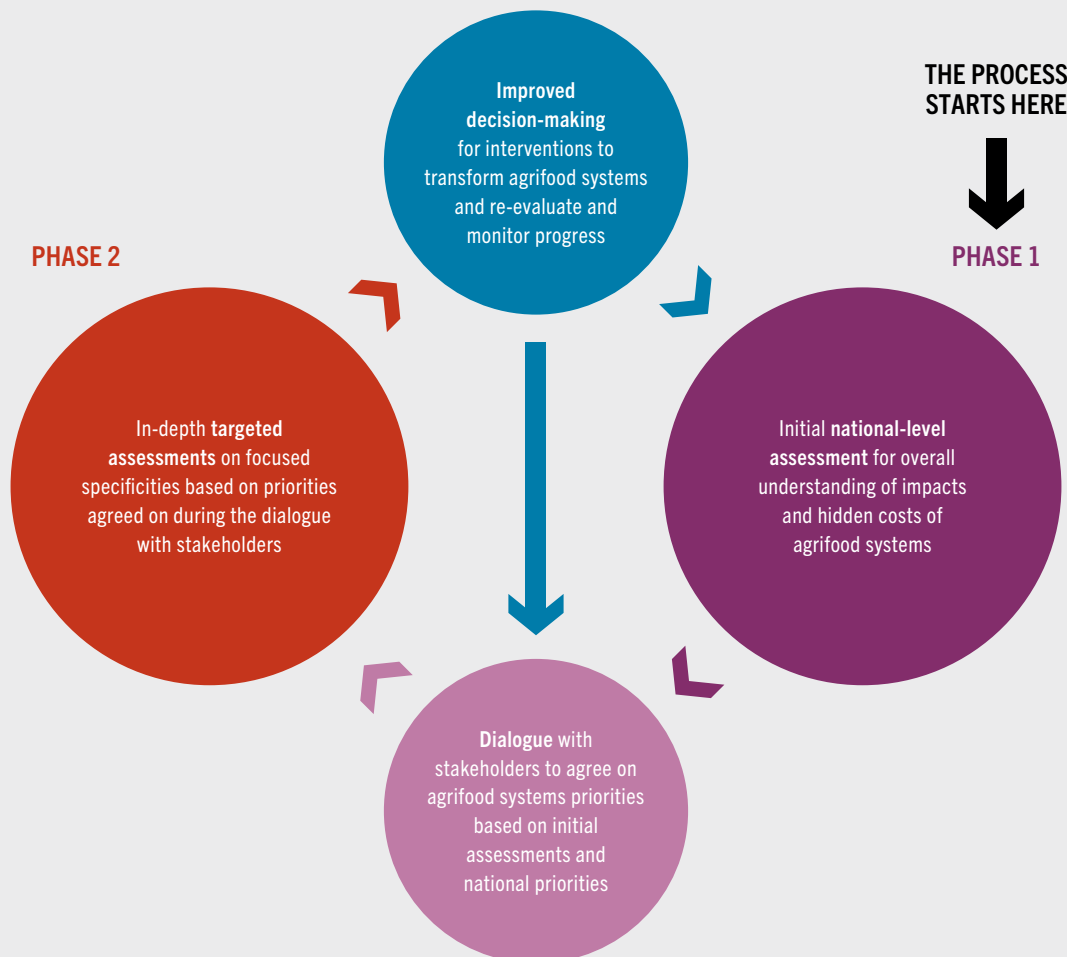 THE PROCESS
STARTS HERE
PHASE 1
Initial national-level
assessment for overall
understanding of impacts
and hidden costs of
agrifood systems
Dialogue with
stakeholders to agree on
agrifood systems priorities
based on initial
assessments and
national priorities
PHASE 2
In-depth targeted
assessments on focused
specificities based on priorities
agreed on during the dialogue
with stakeholders
Improved
decision-making
for interventions to
transform agrifood systems
and re-evaluate and
monitor progress